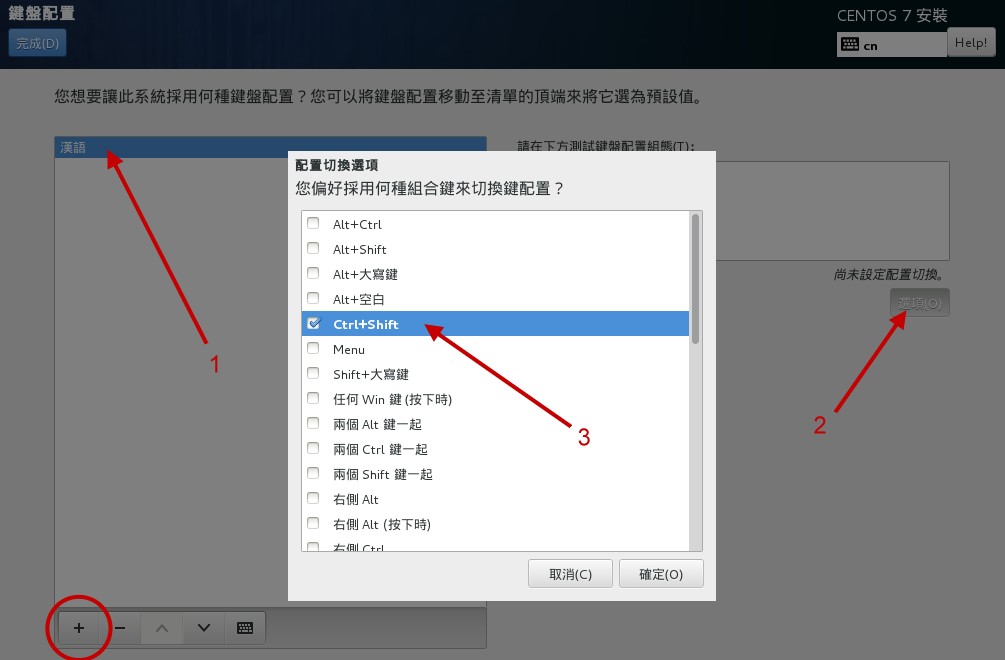 鍵盤配置
完成(D)
CENTOS 7 安裝
cn
Help!
您想要讓此系統採用何種鍵盤配置？您可以將鍵盤配置移動至清單的頂端來將它選為預設值。
漢語
請在下方測試鍵盤配置組態(T)：
尚未設定配置切換。
選項(O)
配置切換選項
您偏好採用何種組合鍵來切換鍵配置？
Alt+Ctrl
Alt+Shift
Alt+大寫鍵
Alt+空白
Ctrl+Shift
Menu
Shift+大寫鍵
任何 Win 鍵 (按下時)
兩個 Alt 鍵一起
兩個 Ctrl 鍵一起
兩個 Shift 鍵一起
右側 Alt
右側 Alt (按下時)
右側 Ctrl
取消(C)
確定(O)
1
2
3